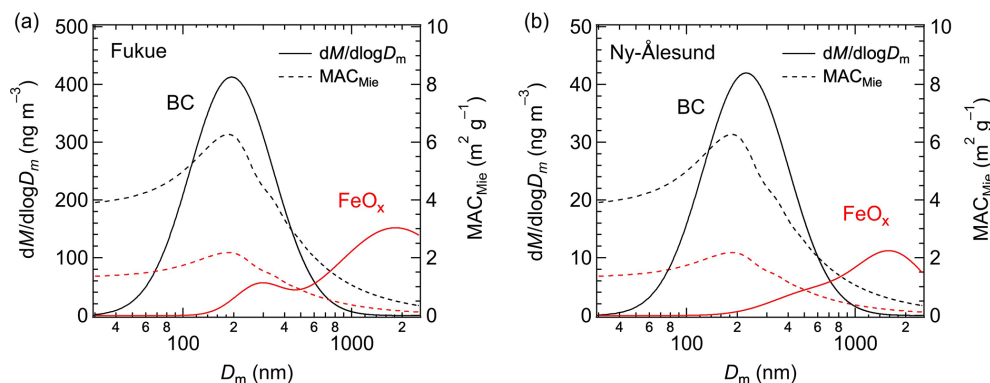 (a)
500
400
300
200
100
0
dM/dlogDm (ng m⁻³)
Fukue
dM/dlogDm
MACMie
BC
FeOx
10
8
6
4
2
0
MACMie (m² g⁻¹)
4 6 8 2 4 6 8 2
100 1000
Dm (nm)
(b)
50
40
30
20
10
0
dM/dlogDm (ng m⁻³)
Ny-Ålesund
dM/dlogDm
MACMie
BC
FeOx
10
8
6
4
2
0
MACMie (m² g⁻¹)
4 6 8 2 4 6 8 2
100 1000
Dm (nm)